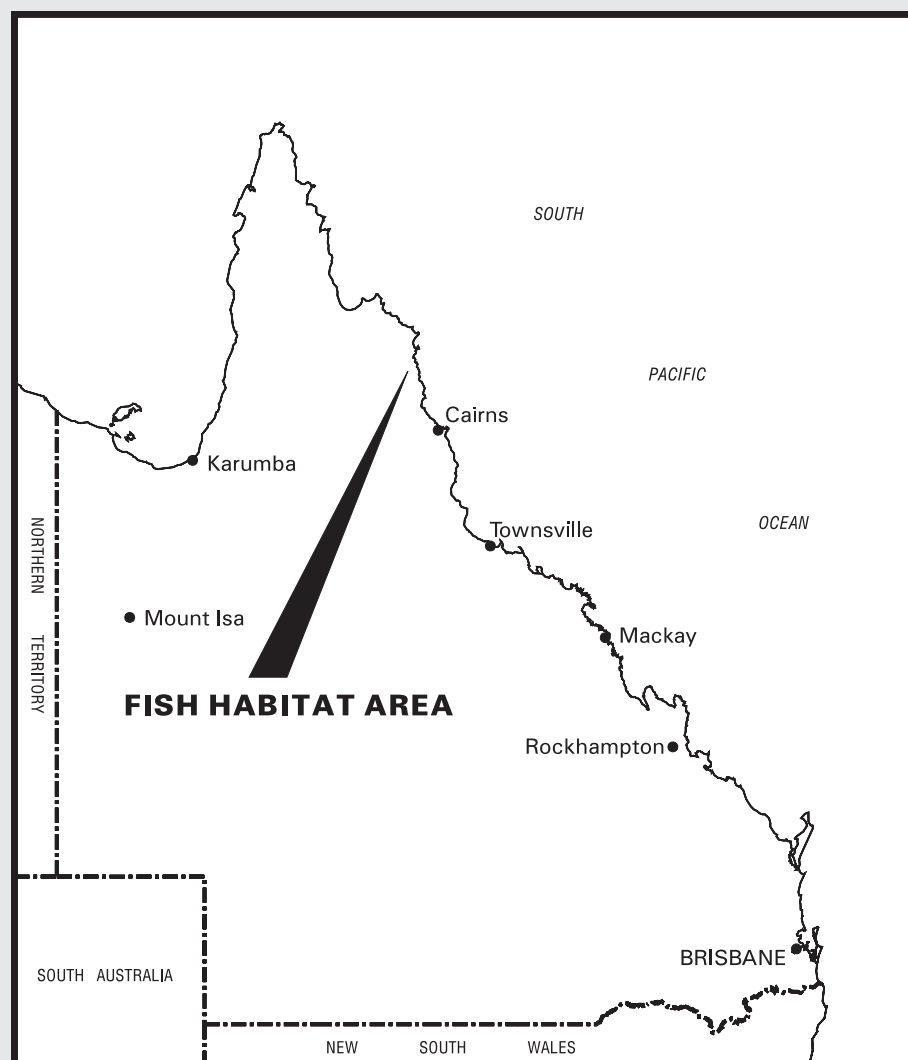 SOUTH
PACIFIC
Cairns
Karumba
OCEAN
Townsville
NORTHERN TERRITORY
Mount Isa
Mackay
FISH HABITAT AREA
Rockhampton
BRISBANE
SOUTH AUSTRALIA
NEW SOUTH WALES